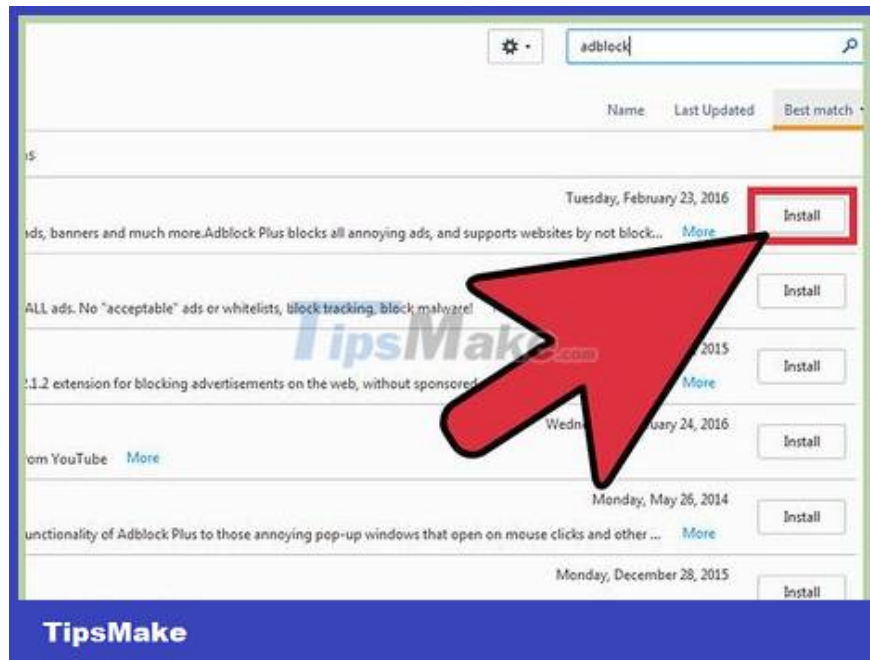 adblock
Name Last Updated Best match
Tuesday, February 23, 2016
Install
ads, banners and much more.Adblock Plus blocks all annoying ads, and supports websites by not block... More
Install
ALL ads. No "acceptable" ads or whitelists, block tracking, block malware!
TipsMake.com
2015
Install
2.1.2 extension for blocking advertisements on the web, without sponsored More
24, 2016
Install
om YouTube More
Monday, May 26, 2014
Install
unctionality of Adblock Plus to those annoying pop-up windows that open on mouse clicks and other ... More
Monday, December 28, 2015
Install
TipsMake